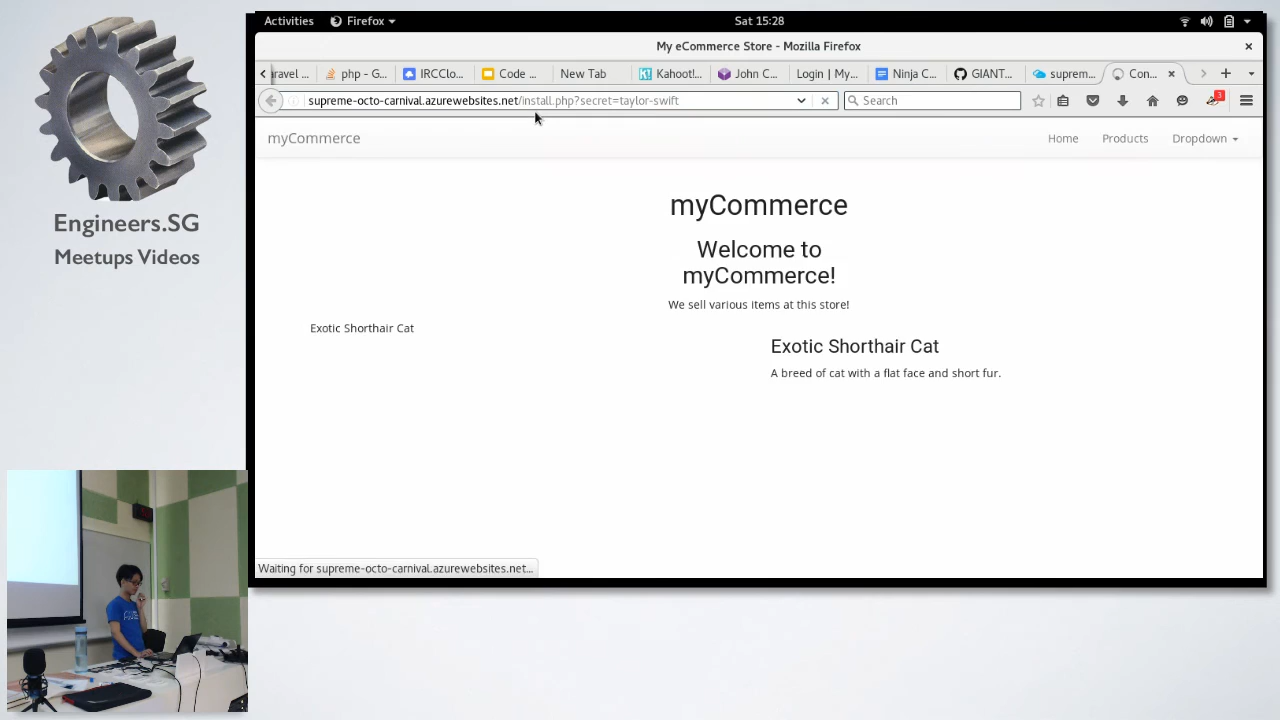 Activities
Firefox
Sat 15:28
My eCommerce Store - Mozilla Firefox
aravel ...
php - G...
IRCClo...
Code ...
New Tab
Kahoot!...
John C...
Login | My...
Ninja C...
GIANT...
suprem...
Con...
supreme-octo-carnival.azurewebsites.net/install.php?secret=taylor-swift
Search
3
myCommerce
Home
Products
Dropdown
myCommerce
Welcome to
myCommerce!
We sell various items at this store!
Exotic Shorthair Cat
Exotic Shorthair Cat
A breed of cat with a flat face and short fur.
Waiting for supreme-octo-carnival.azurewebsites.net...
Engineers.SG
Meetups Videos